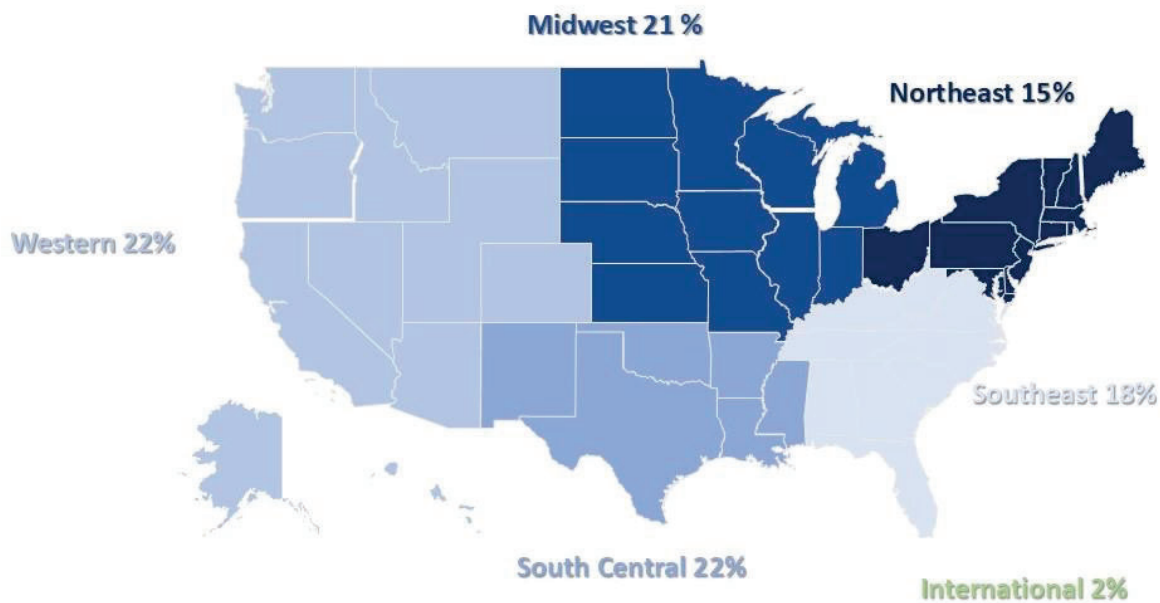 Midwest 21 %
Northeast 15%
Western 22%
Southeast 18%
South Central 22%
International 2%